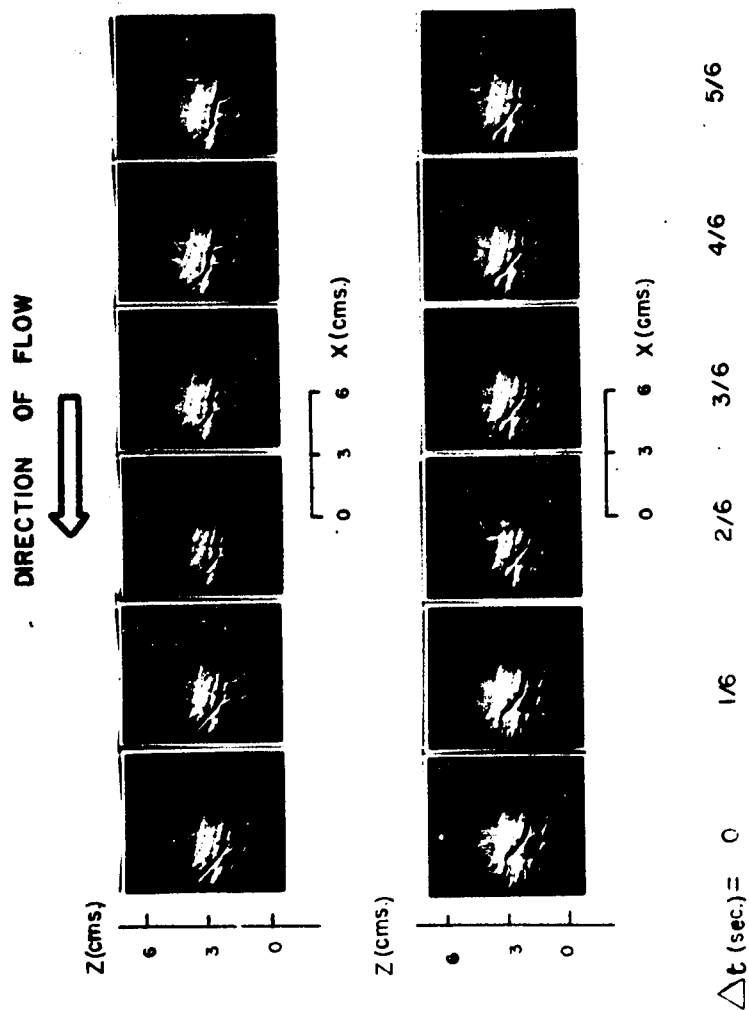 DIRECTION OF FLOW
Z (cms.)
6
3
0
0 3 6 X (cms.)
Z (cms.)
6
3
0
0 3 6 X (cms.)
Δt (sec.) = 0 1/6 2/6 3/6 4/6 5/6